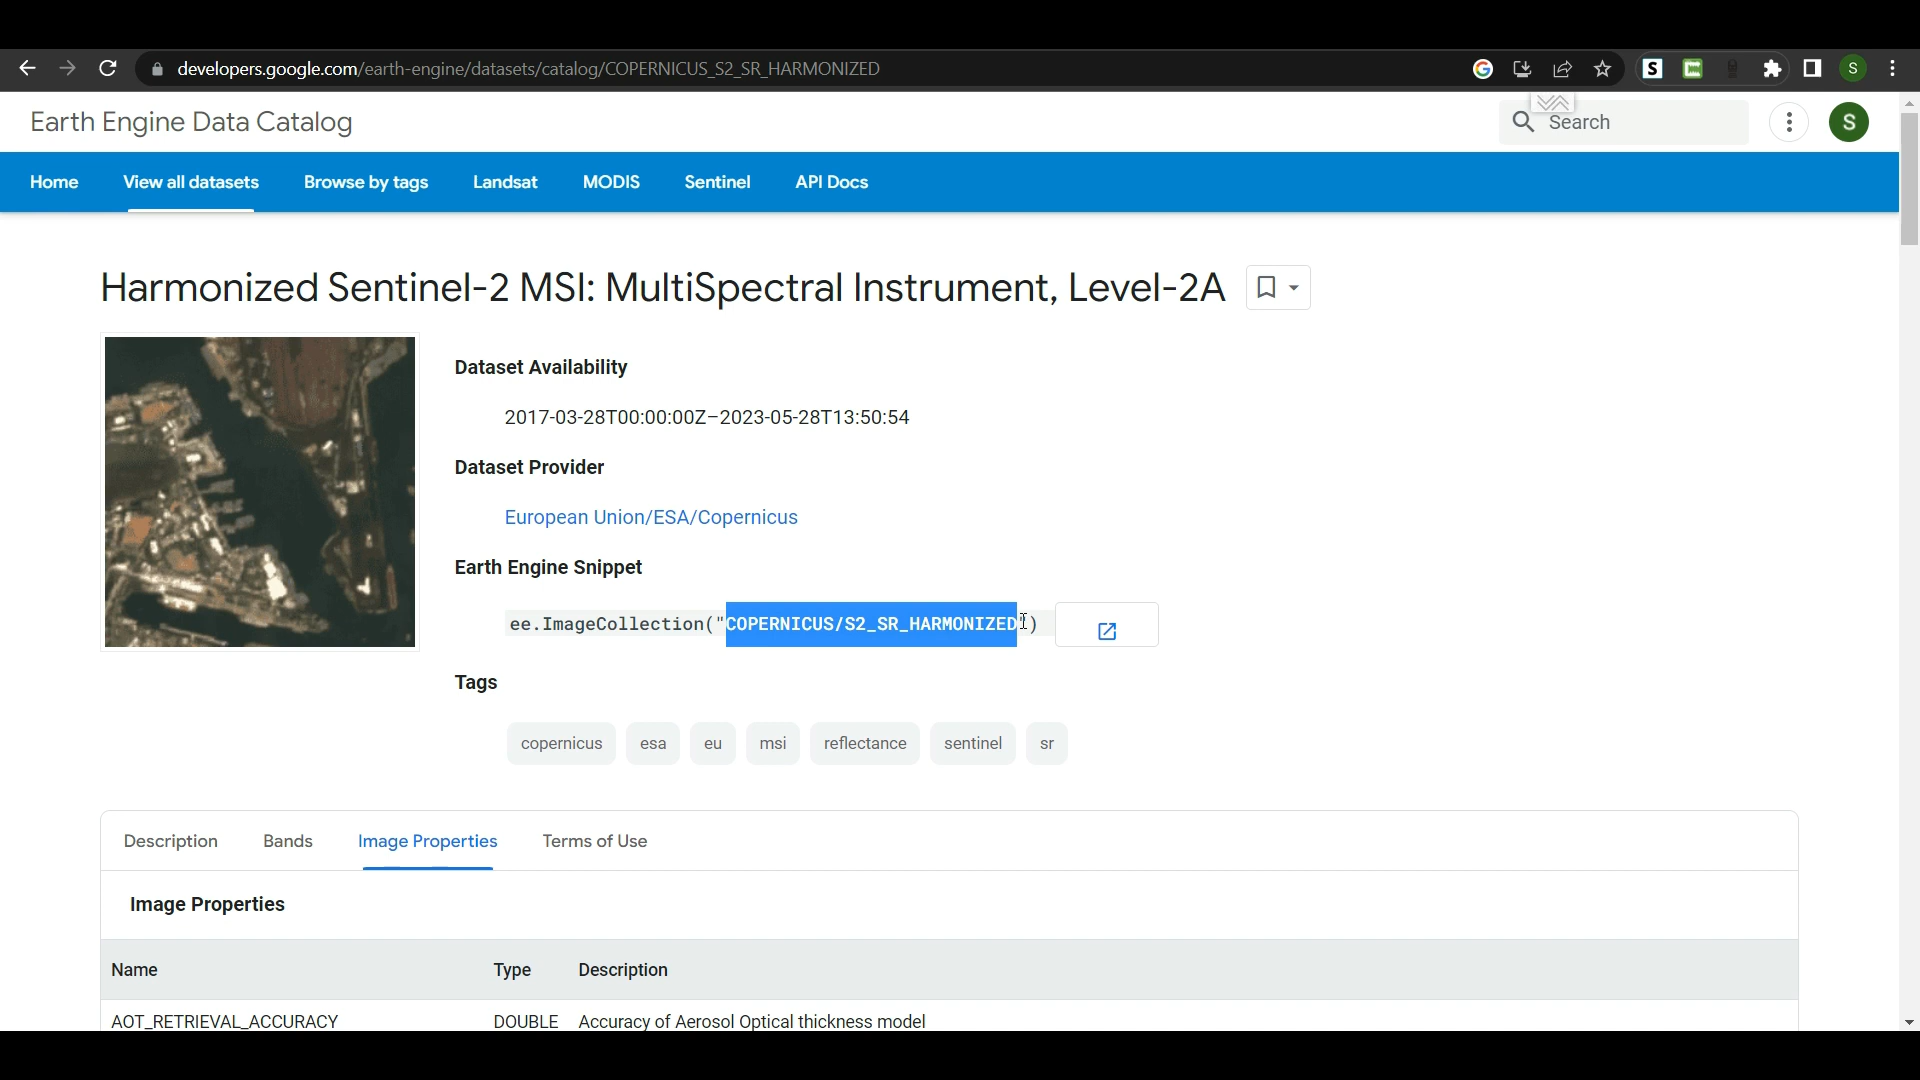 developers.google.com/earth-engine/datasets/catalog/COPERNICUS_S2_SR_HARMONIZED
S
S
Earth Engine Data Catalog
Search
S
Home
View all datasets
Browse by tags
Landsat
MODIS
Sentinel
API Docs
Harmonized Sentinel-2 MSI: MultiSpectral Instrument, Level-2A
Dataset Availability
2017-03-28T00:00:00Z–2023-05-28T13:50:54
Dataset Provider
European Union/ESA/Copernicus
Earth Engine Snippet
ee.ImageCollection("COPERNICUS/S2_SR_HARMONIZED")
Tags
copernicus
esa
eu
msi
reflectance
sentinel
sr
Description
Bands
Image Properties
Terms of Use
Image Properties
Name Type Description
AOT_RETRIEVAL_ACCURACY DOUBLE Accuracy of Aerosol Optical thickness model